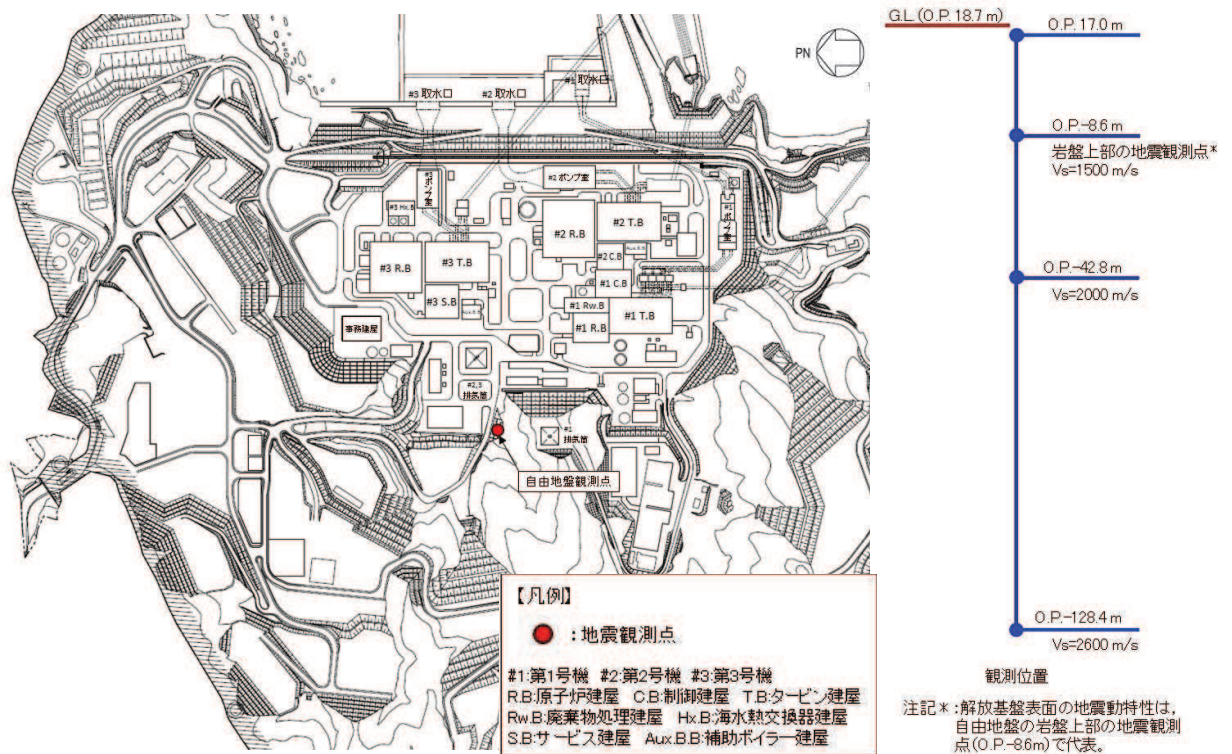 PN
#1 取水口
#3 取水口
#2 取水口
#3 ポンプ室
#2 ポンプ室
#1 ポンプ室
#3 Hx.B
#2 T.B
#2 R.B
Aux.B.B
#2 C.B
#3 R.B
#3 T.B
#1 C.B
#3 S.B
Aux.B.B
#1 Rw.B
#1 T.B
#1 R.B
事務建屋
#2,3
排気筒
#1
排気筒
自由地盤観測点
【凡例】
:地震観測点
#1:第1号機 #2:第2号機 #3:第3号機
R.B:原子炉建屋 C.B:制御建屋 T.B:タービン建屋
Rw.B:廃棄物処理建屋 Hx.B:海水熱交換器建屋
S.B:サービス建屋 Aux.B.B:補助ボイラー建屋
G.L.(O.P. 18.7 m)
O.P. 17.0 m
O.P.-8.6 m
岩盤上部の地震観測点*
Vs=1500 m/s
O.P.-42.8 m
Vs=2000 m/s
O.P.-128.4 m
Vs=2600 m/s
観測位置
注記*:解放基盤表面の地震動特性は,
自由地盤の岩盤上部の地震観測
点(O.P.-8.6m)で代表。